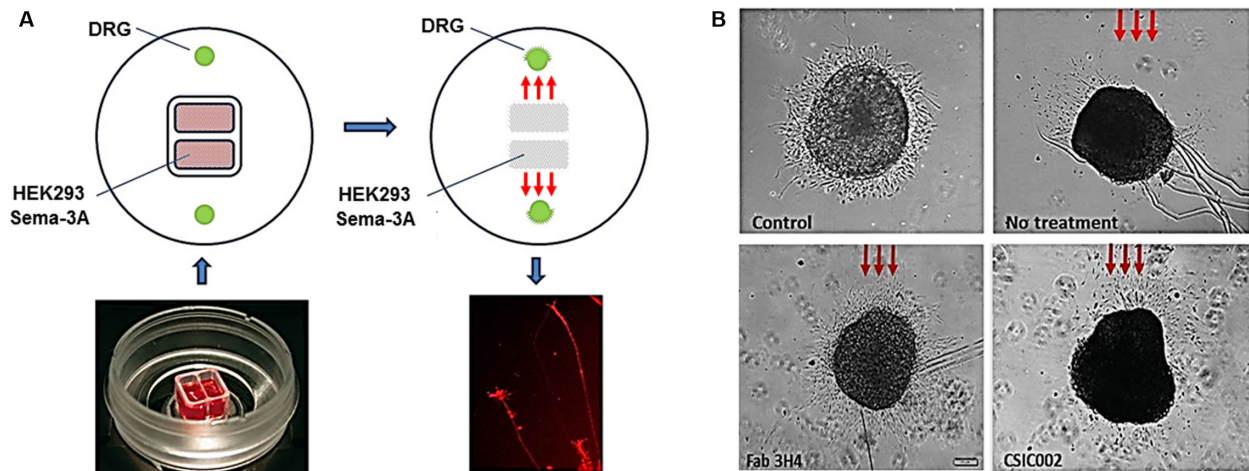 A
DRG
HEK293
Sema-3A
DRG
HEK293
Sema-3A
B
Control
No treatment
Fab 3H4
CSIC002